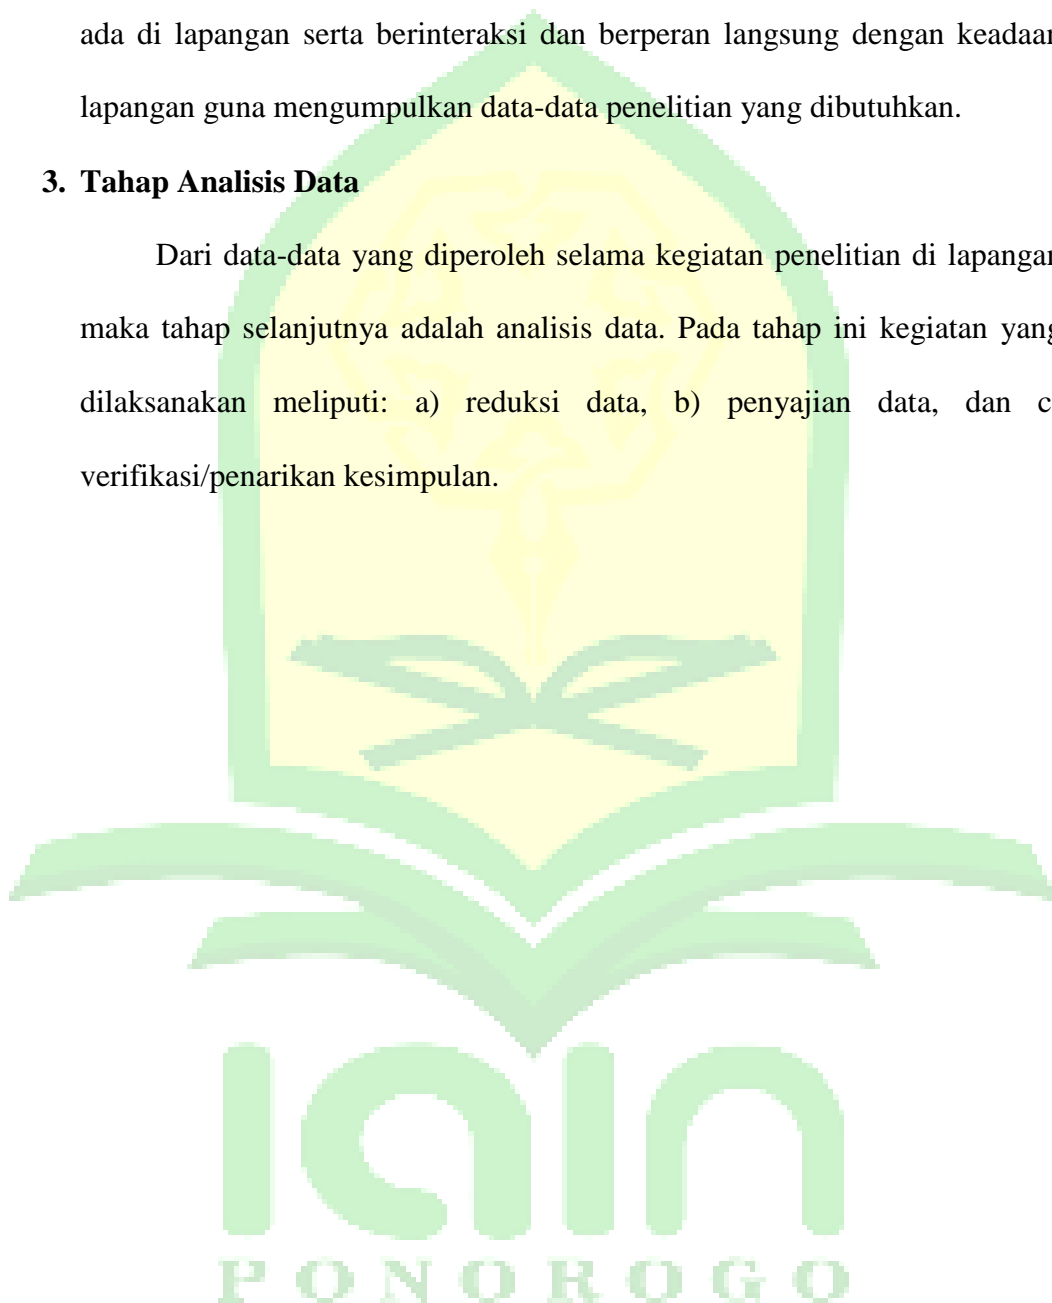 ada di lapangan serta berinteraksi dan berperan langsung dengan keadaan
lapangan guna mengumpulkan data-data penelitian yang dibutuhkan.
3. Tahap Analisis Data
Dari data-data yang diperoleh selama kegiatan penelitian di lapangan
maka tahap selanjutnya adalah analisis data. Pada tahap ini kegiatan yang
dilaksanakan meliputi: a) reduksi data, b) penyajian data, dan c
verifikasi/penarikan kesimpulan.
iain
PONOROGO